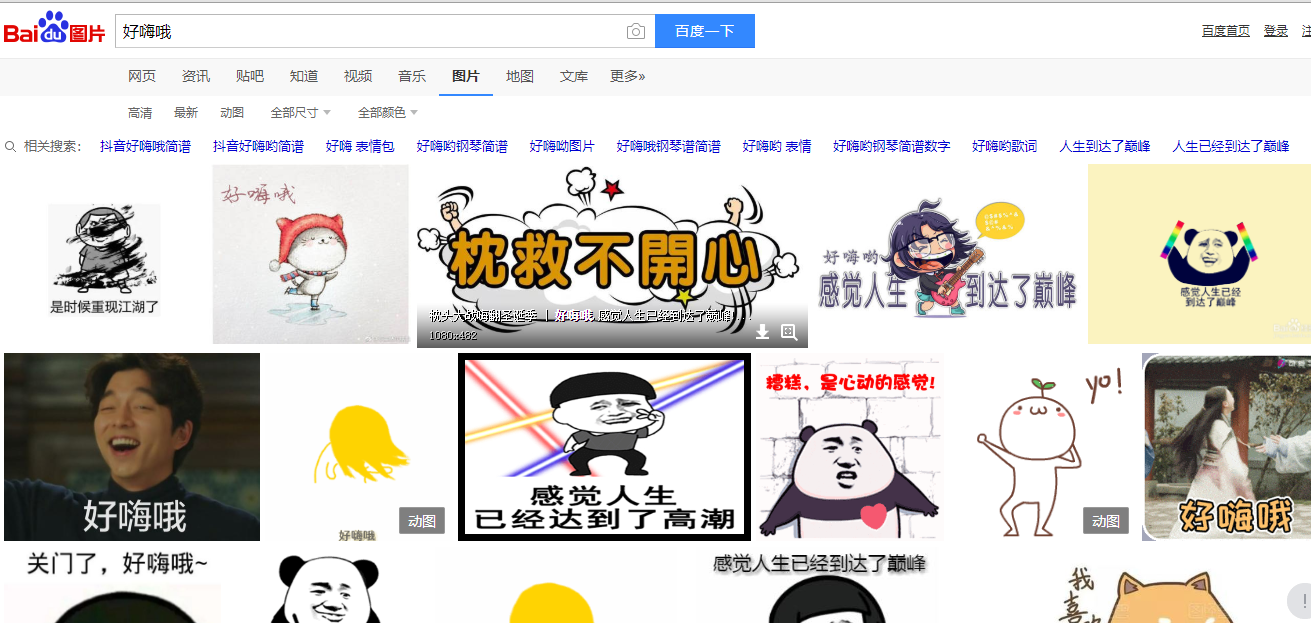 Baidu图片
好嗨哦
百度一下
百度首页 登录 注
网页 资讯 贴吧 知道 视频 音乐 图片 地图 文库 更多»
高清 最新 动图 全部尺寸 全部颜色
相关搜索: 抖音好嗨哦简谱 抖音好嗨哟简谱 好嗨 表情包 好嗨哟钢琴简谱 好嗨呦图片 好嗨哦钢琴谱简谱 好嗨哟 表情 好嗨哟钢琴简谱数字 好嗨哟歌词 人生到达了巅峰 人生已经到达了巅峰
是时候重现江湖了
好嗨哦
枕救不開心
好嗨哦,感觉人生已经到达了巅峰...
1080x482
好嗨哟
感觉人生到达了巅峰
感觉人生已经
到达了巅峰
好嗨哦
好嗨哦
动图
感觉人生
已经达到了高潮
糟糕、是心动的感觉!
yo!
动图
好嗨哦
关门了，好嗨哦~
感觉人生已经到达了巅峰
我
喜
欢